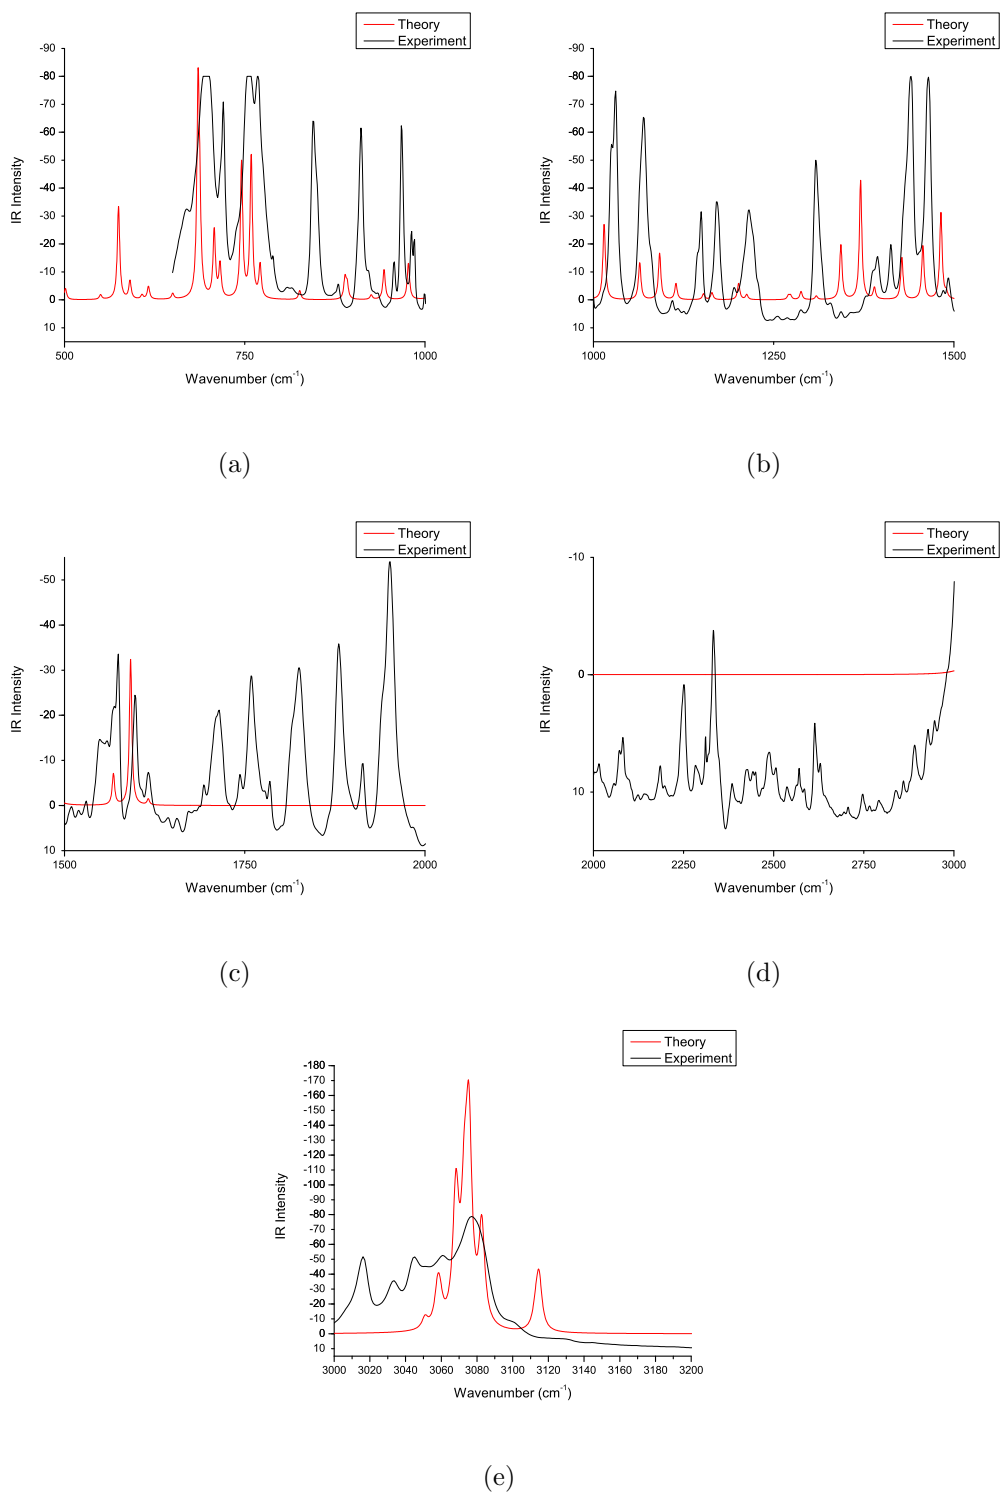 Theory
Experiment
-90
-80
-70
-60
-50
-40
-30
-20
-10
0
10
IR Intensity
500 750 1000
Wavenumber (cm⁻¹)
(a)
Theory
Experiment
-90
-80
-70
-60
-50
-40
-30
-20
-10
0
10
IR Intensity
1000 1250 1500
Wavenumber (cm⁻¹)
(b)
Theory
Experiment
-50
-40
-30
-20
-10
0
10
IR Intensity
1500 1750 2000
Wavenumber (cm⁻¹)
(c)
Theory
Experiment
-10
0
10
IR Intensity
2000 2250 2500 2750 3000
Wavenumber (cm⁻¹)
(d)
Theory
Experiment
-180
-170
-160
-150
-140
-130
-120
-110
-100
-90
-80
-70
-60
-50
-40
-30
-20
-10
0
10
IR Intensity
3000 3020 3040 3060 3080 3100 3120 3140 3160 3180 3200
Wavenumber (cm⁻¹)
(e)